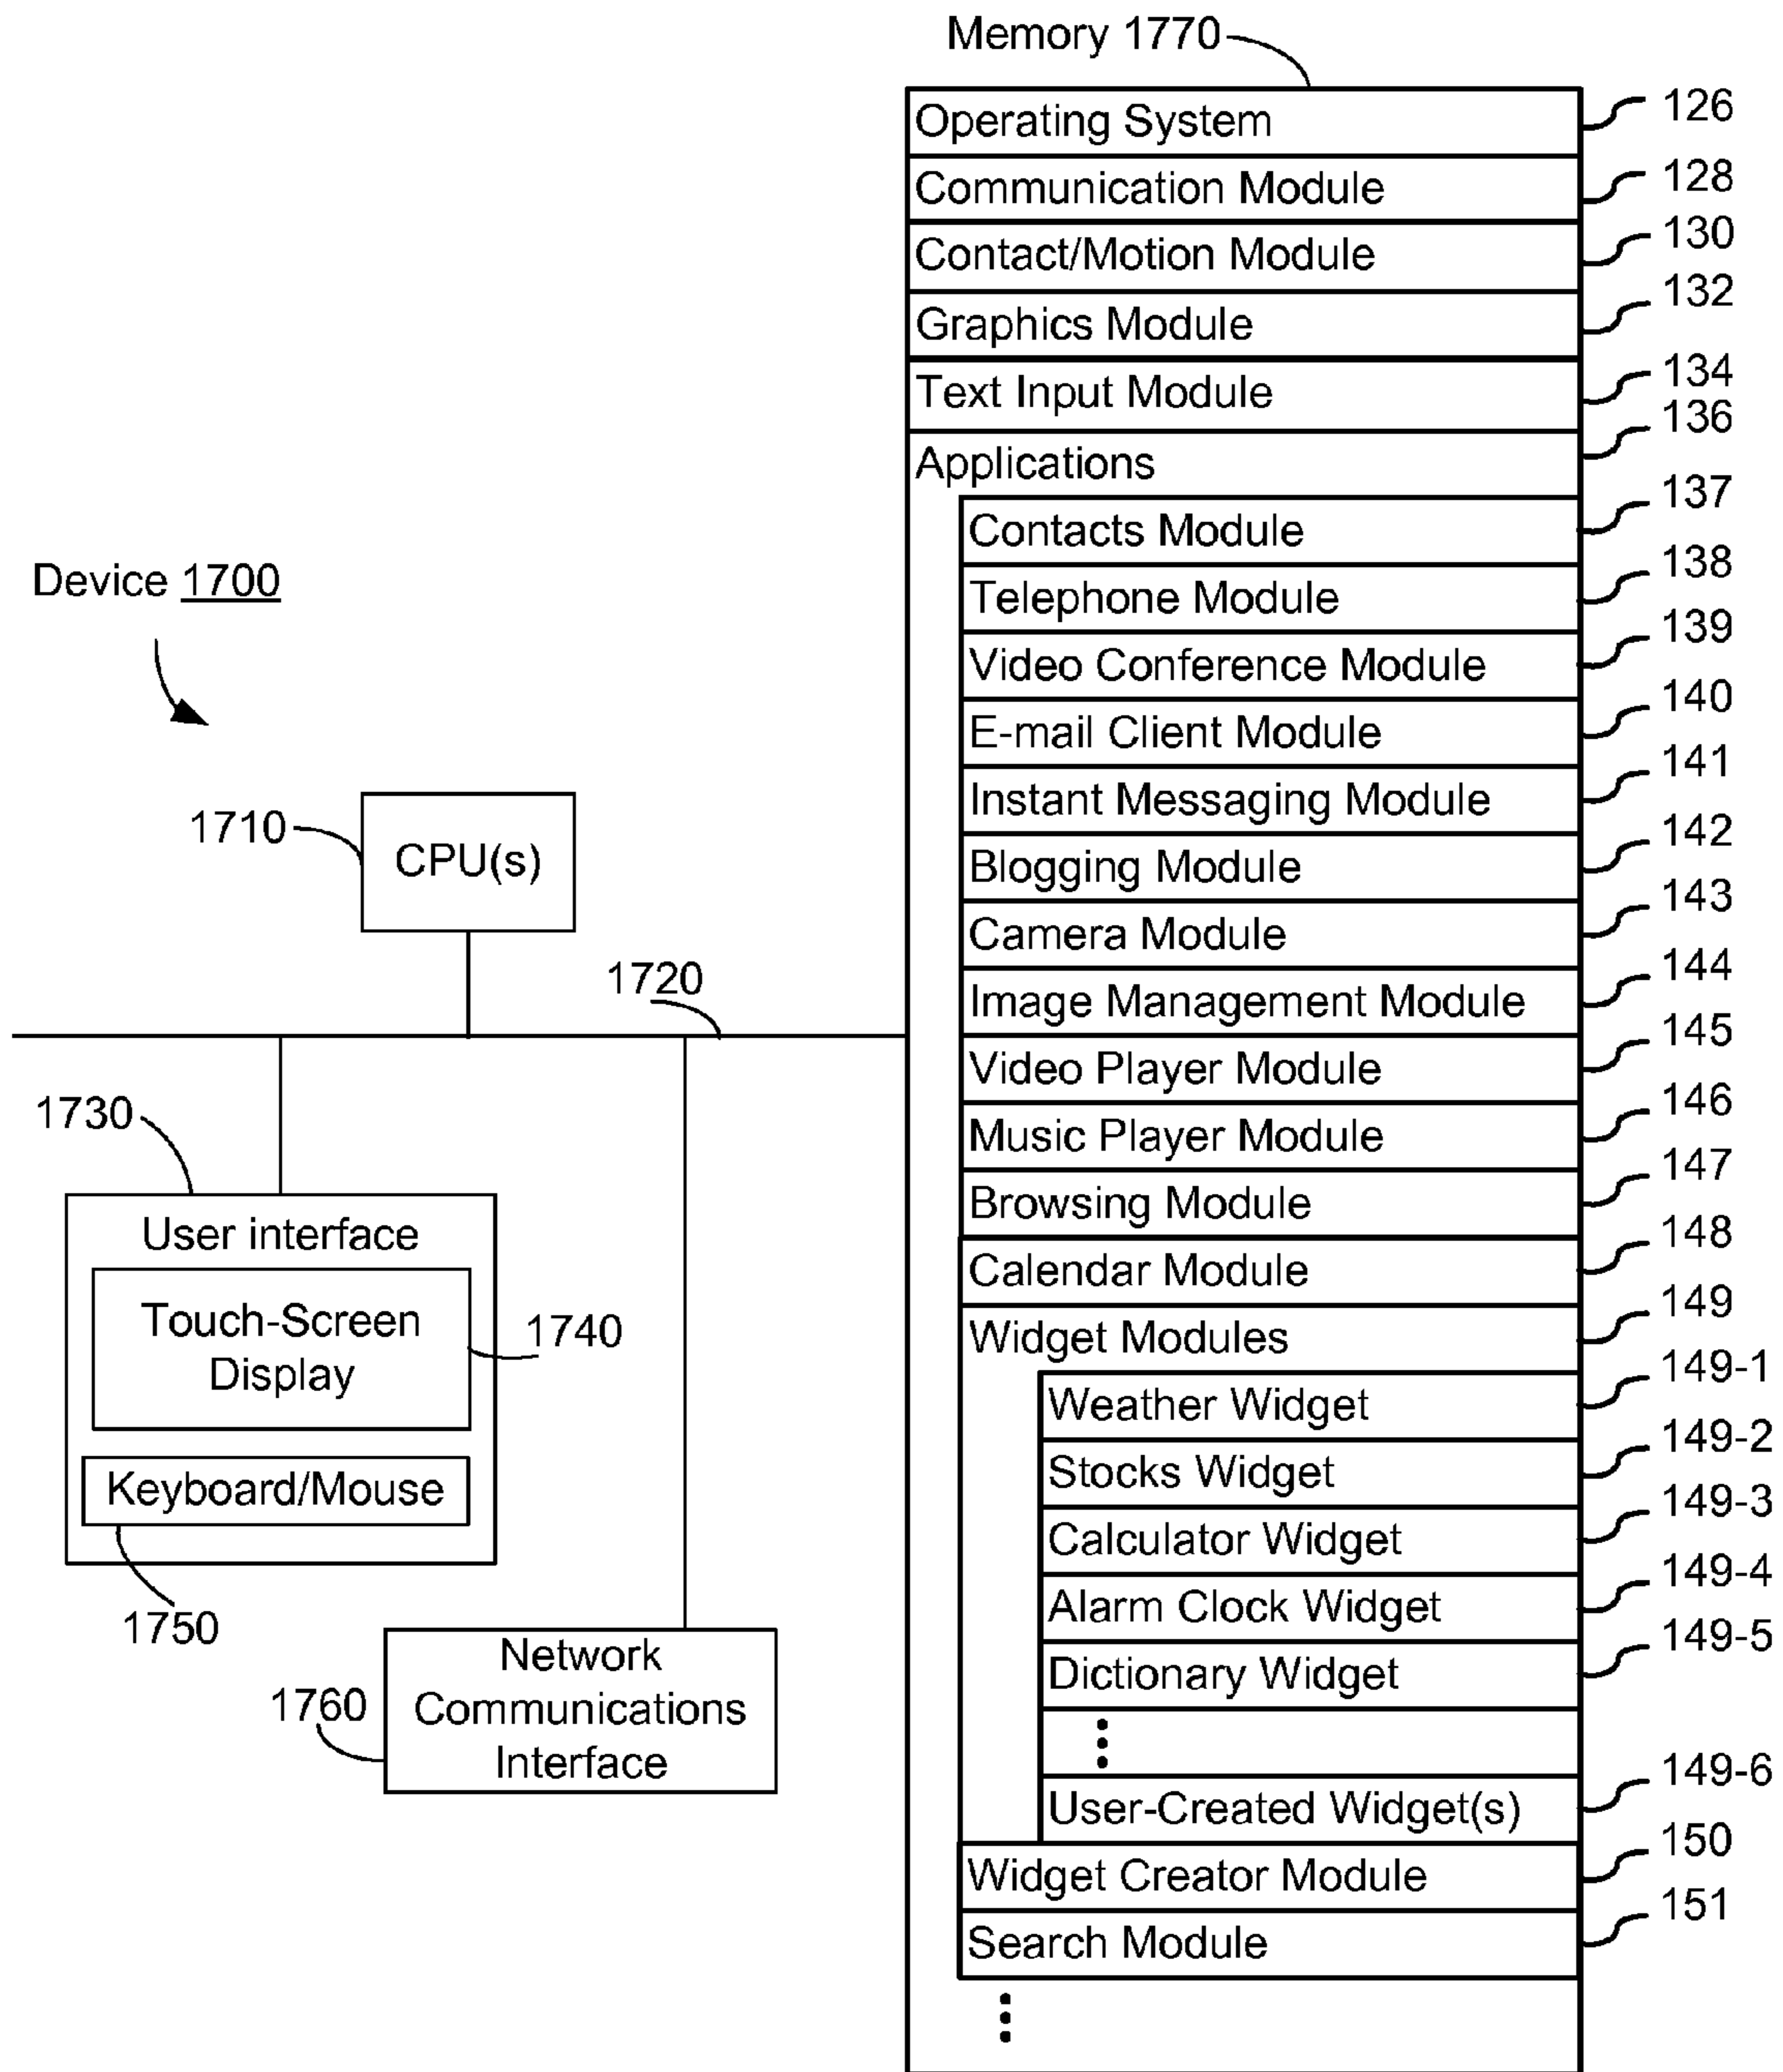 Memory 1770
Operating System 126
Communication Module 128
Contact/Motion Module 130
Graphics Module 132
Text Input Module 134
Applications 136
Contacts Module 137
Telephone Module 138
Video Conference Module 139
E-mail Client Module 140
Instant Messaging Module 141
Blogging Module 142
Camera Module 143
Image Management Module 144
Video Player Module 145
Music Player Module 146
Browsing Module 147
Calendar Module 148
Widget Modules 149
Weather Widget 149-1
Stocks Widget 149-2
Calculator Widget 149-3
Alarm Clock Widget 149-4
Dictionary Widget 149-5
User-Created Widget(s) 149-6
Widget Creator Module 150
Search Module 151
Device 1700
1710
CPU(s)
1720
1730
User interface
Touch-Screen
Display
1740
Keyboard/Mouse
1750
Network
Communications
Interface
1760